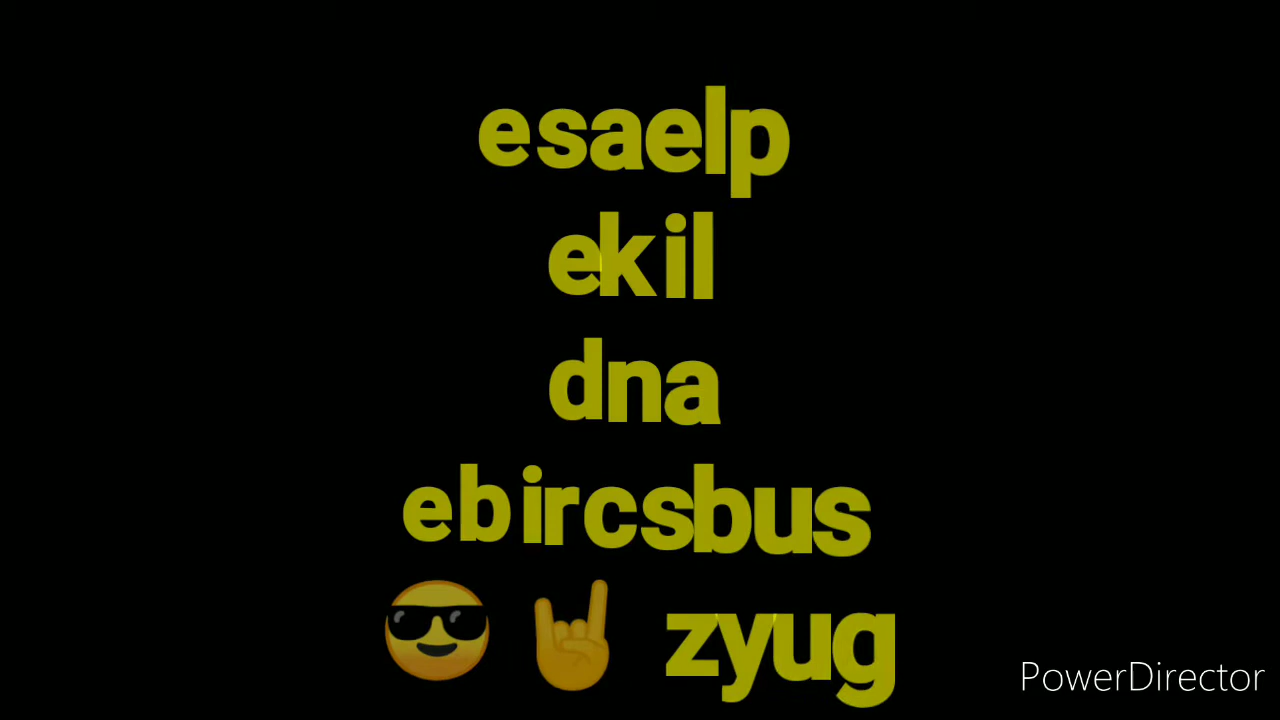 esaelp
ekil
dna
ebircsbus
😎 🤘 zyug
PowerDirector